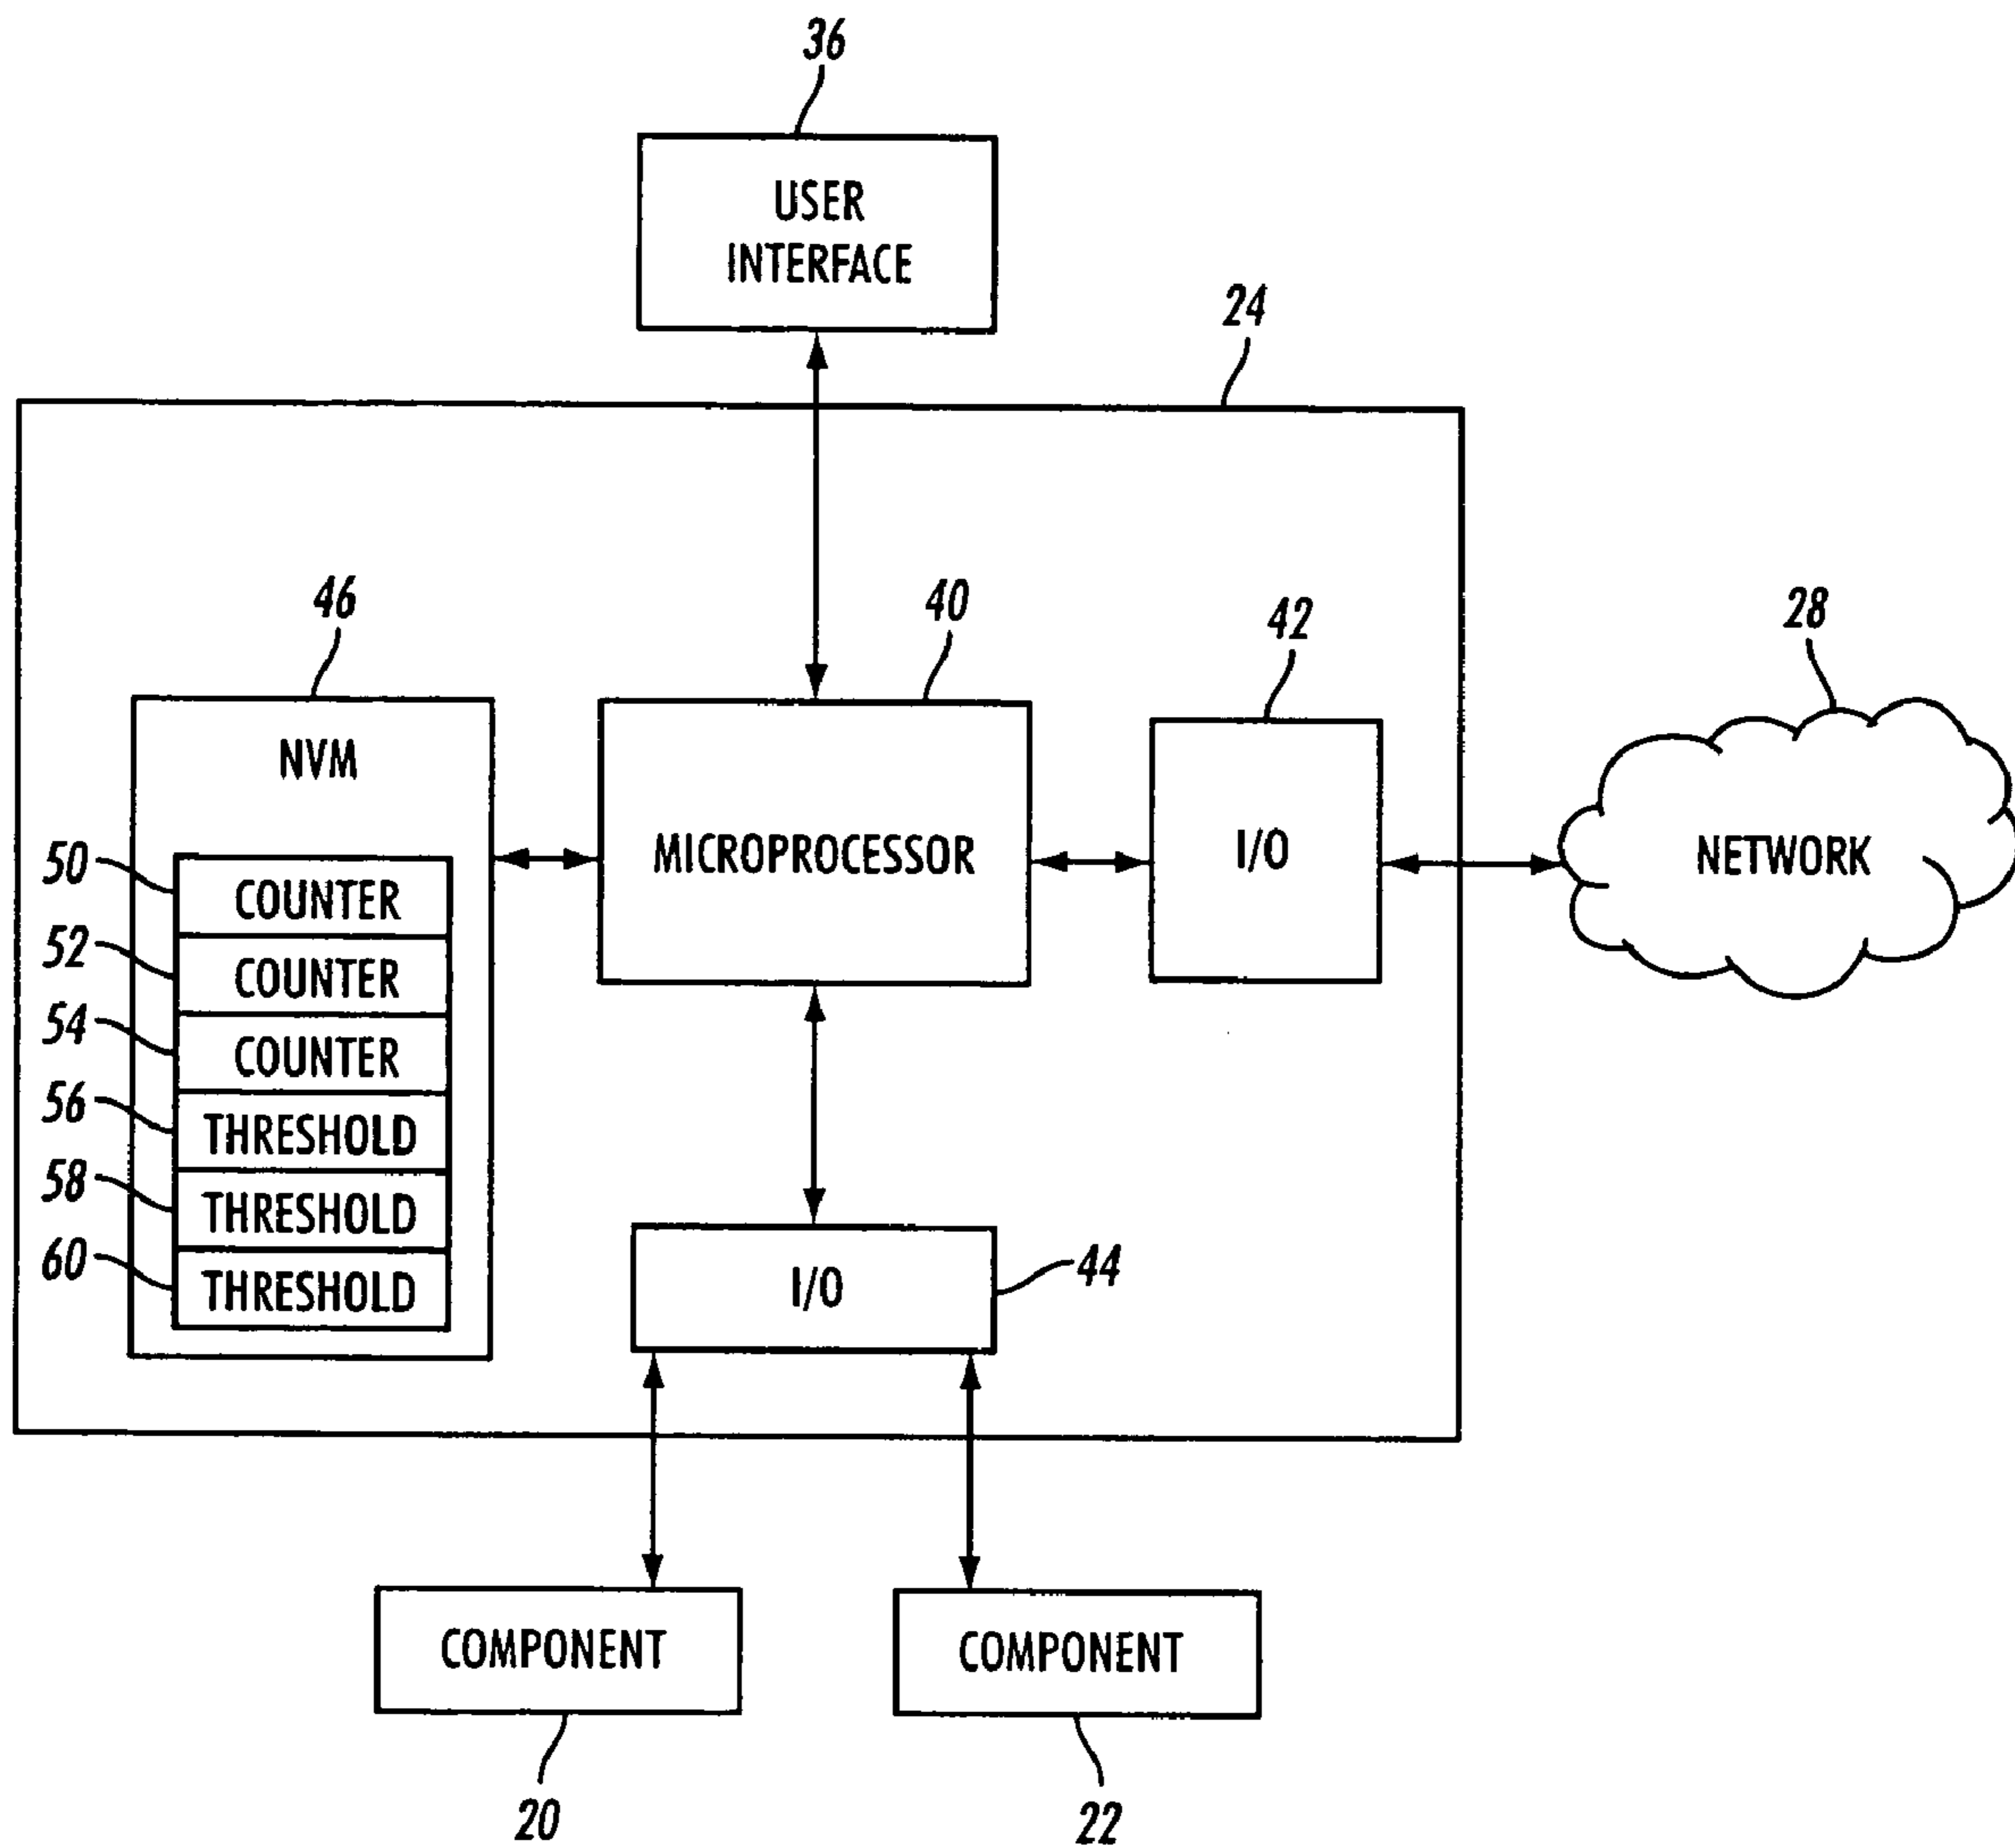 36
USER
INTERFACE
24
46
40
42
28
NVM
MICROPROCESSOR
I/O
NETWORK
50
COUNTER
52
COUNTER
54
COUNTER
56
THRESHOLD
58
THRESHOLD
60
THRESHOLD
I/O
44
COMPONENT
COMPONENT
20
22